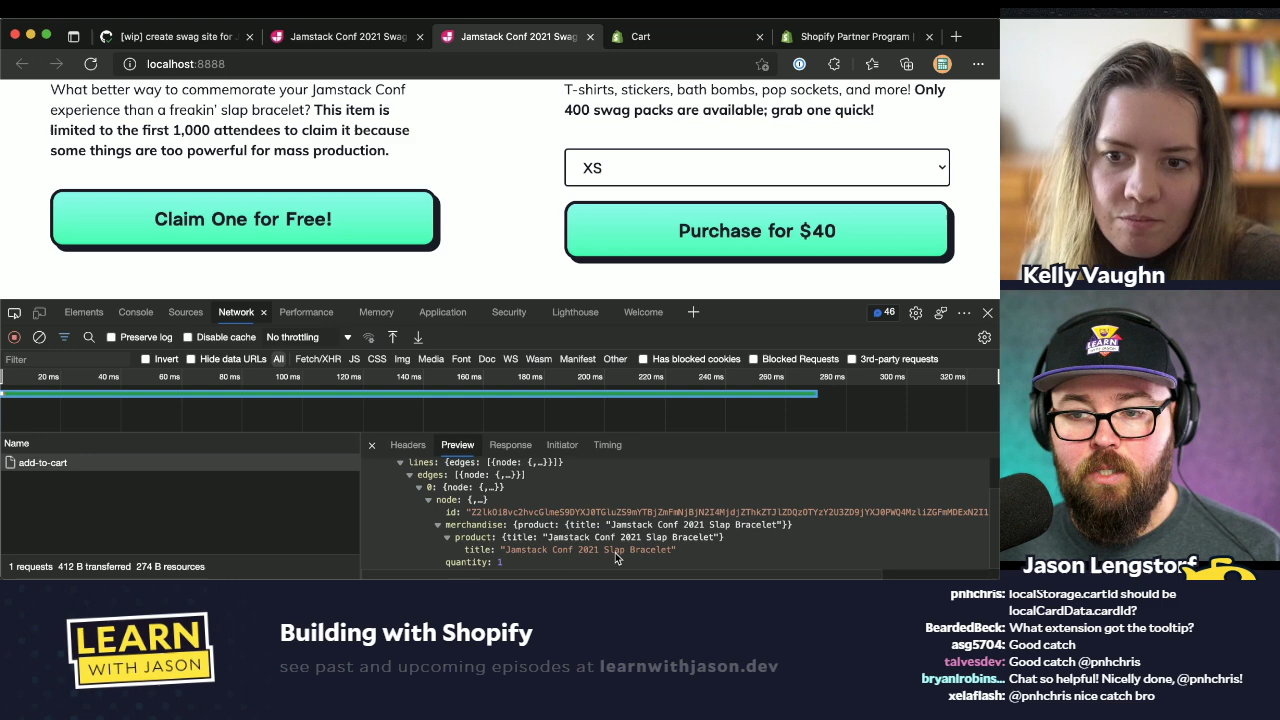 [wip] create swag site for J
Jamstack Conf 2021 Swag
Jamstack Conf 2021 Swag
Cart
Shopify Partner Program |
localhost:8888
What better way to commemorate your Jamstack Conf
experience than a freakin' slap bracelet? This item is
limited to the first 1,000 attendees to claim it because
some things are too powerful for mass production.
Claim One for Free!
T-shirts, stickers, bath bombs, pop sockets, and more! Only
400 swag packs are available; grab one quick!
XS
Purchase for $40
Elements Console Sources Network Performance Memory Application Security Lighthouse Welcome 46
Preserve log Disable cache No throttling
Filter Invert Hide data URLs All Fetch/XHR JS CSS Img Media Font Doc WS Wasm Manifest Other Has blocked cookies Blocked Requests 3rd-party requests
20 ms 40 ms 60 ms 80 ms 100 ms 120 ms 140 ms 160 ms 180 ms 200 ms 220 ms 240 ms 260 ms 280 ms 300 ms 320 ms
Name
add-to-cart
1 requests 412 B transferred 274 B resources
Headers Preview Response Initiator Timing
lines: {edges: [{node: {,…}}]}
edges: [{node: {,…}}]
0: {node: {,…}}
node: {,…}
id:
merchandise: {product: {title: "Jamstack Conf 2021 Slap Bracelet"}}
product: {title: "Jamstack Conf 2021 Slap Bracelet"}
title: "Jamstack Conf 2021 Slap Bracelet"
quantity: 1
Kelly Vaughn
LEARN
WITH JASON
Jason Lengstorf
LEARN
WITH JASON
Building with Shopify
see past and upcoming episodes at learnwithjason.dev
pnhchris: localStorage.cartId should be
localCardData.cardId?
BeardedBeck: What extension got the tooltip?
asg5704: Good catch
talvesdev: Good catch @pnhchris
bryanlrobins... Chat so helpful! Nicelly done, @pnhchris!
xelaflash: @pnhchris nice catch bro